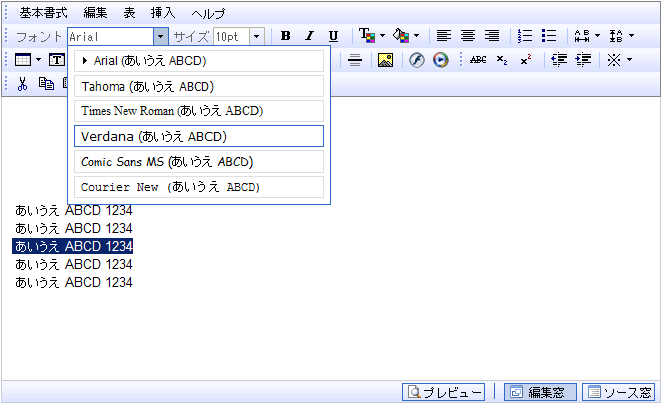 基本書式 編集 表 挿入 ヘルプ
フォント Arial サイズ 10pt B I U
T ABC x₂ x²
Arial (あいうえ ABCD)
Tahoma (あいうえ ABCD)
Times New Roman (あいうえ ABCD)
Verdana (あいうえ ABCD)
Comic Sans MS (あいうえ ABCD)
Courier New (あいうえ ABCD)
あいうえ ABCD 1234
あいうえ ABCD 1234
あいうえ ABCD 1234
あいうえ ABCD 1234
あいうえ ABCD 1234
プレビュー 編集窓 ソース窓